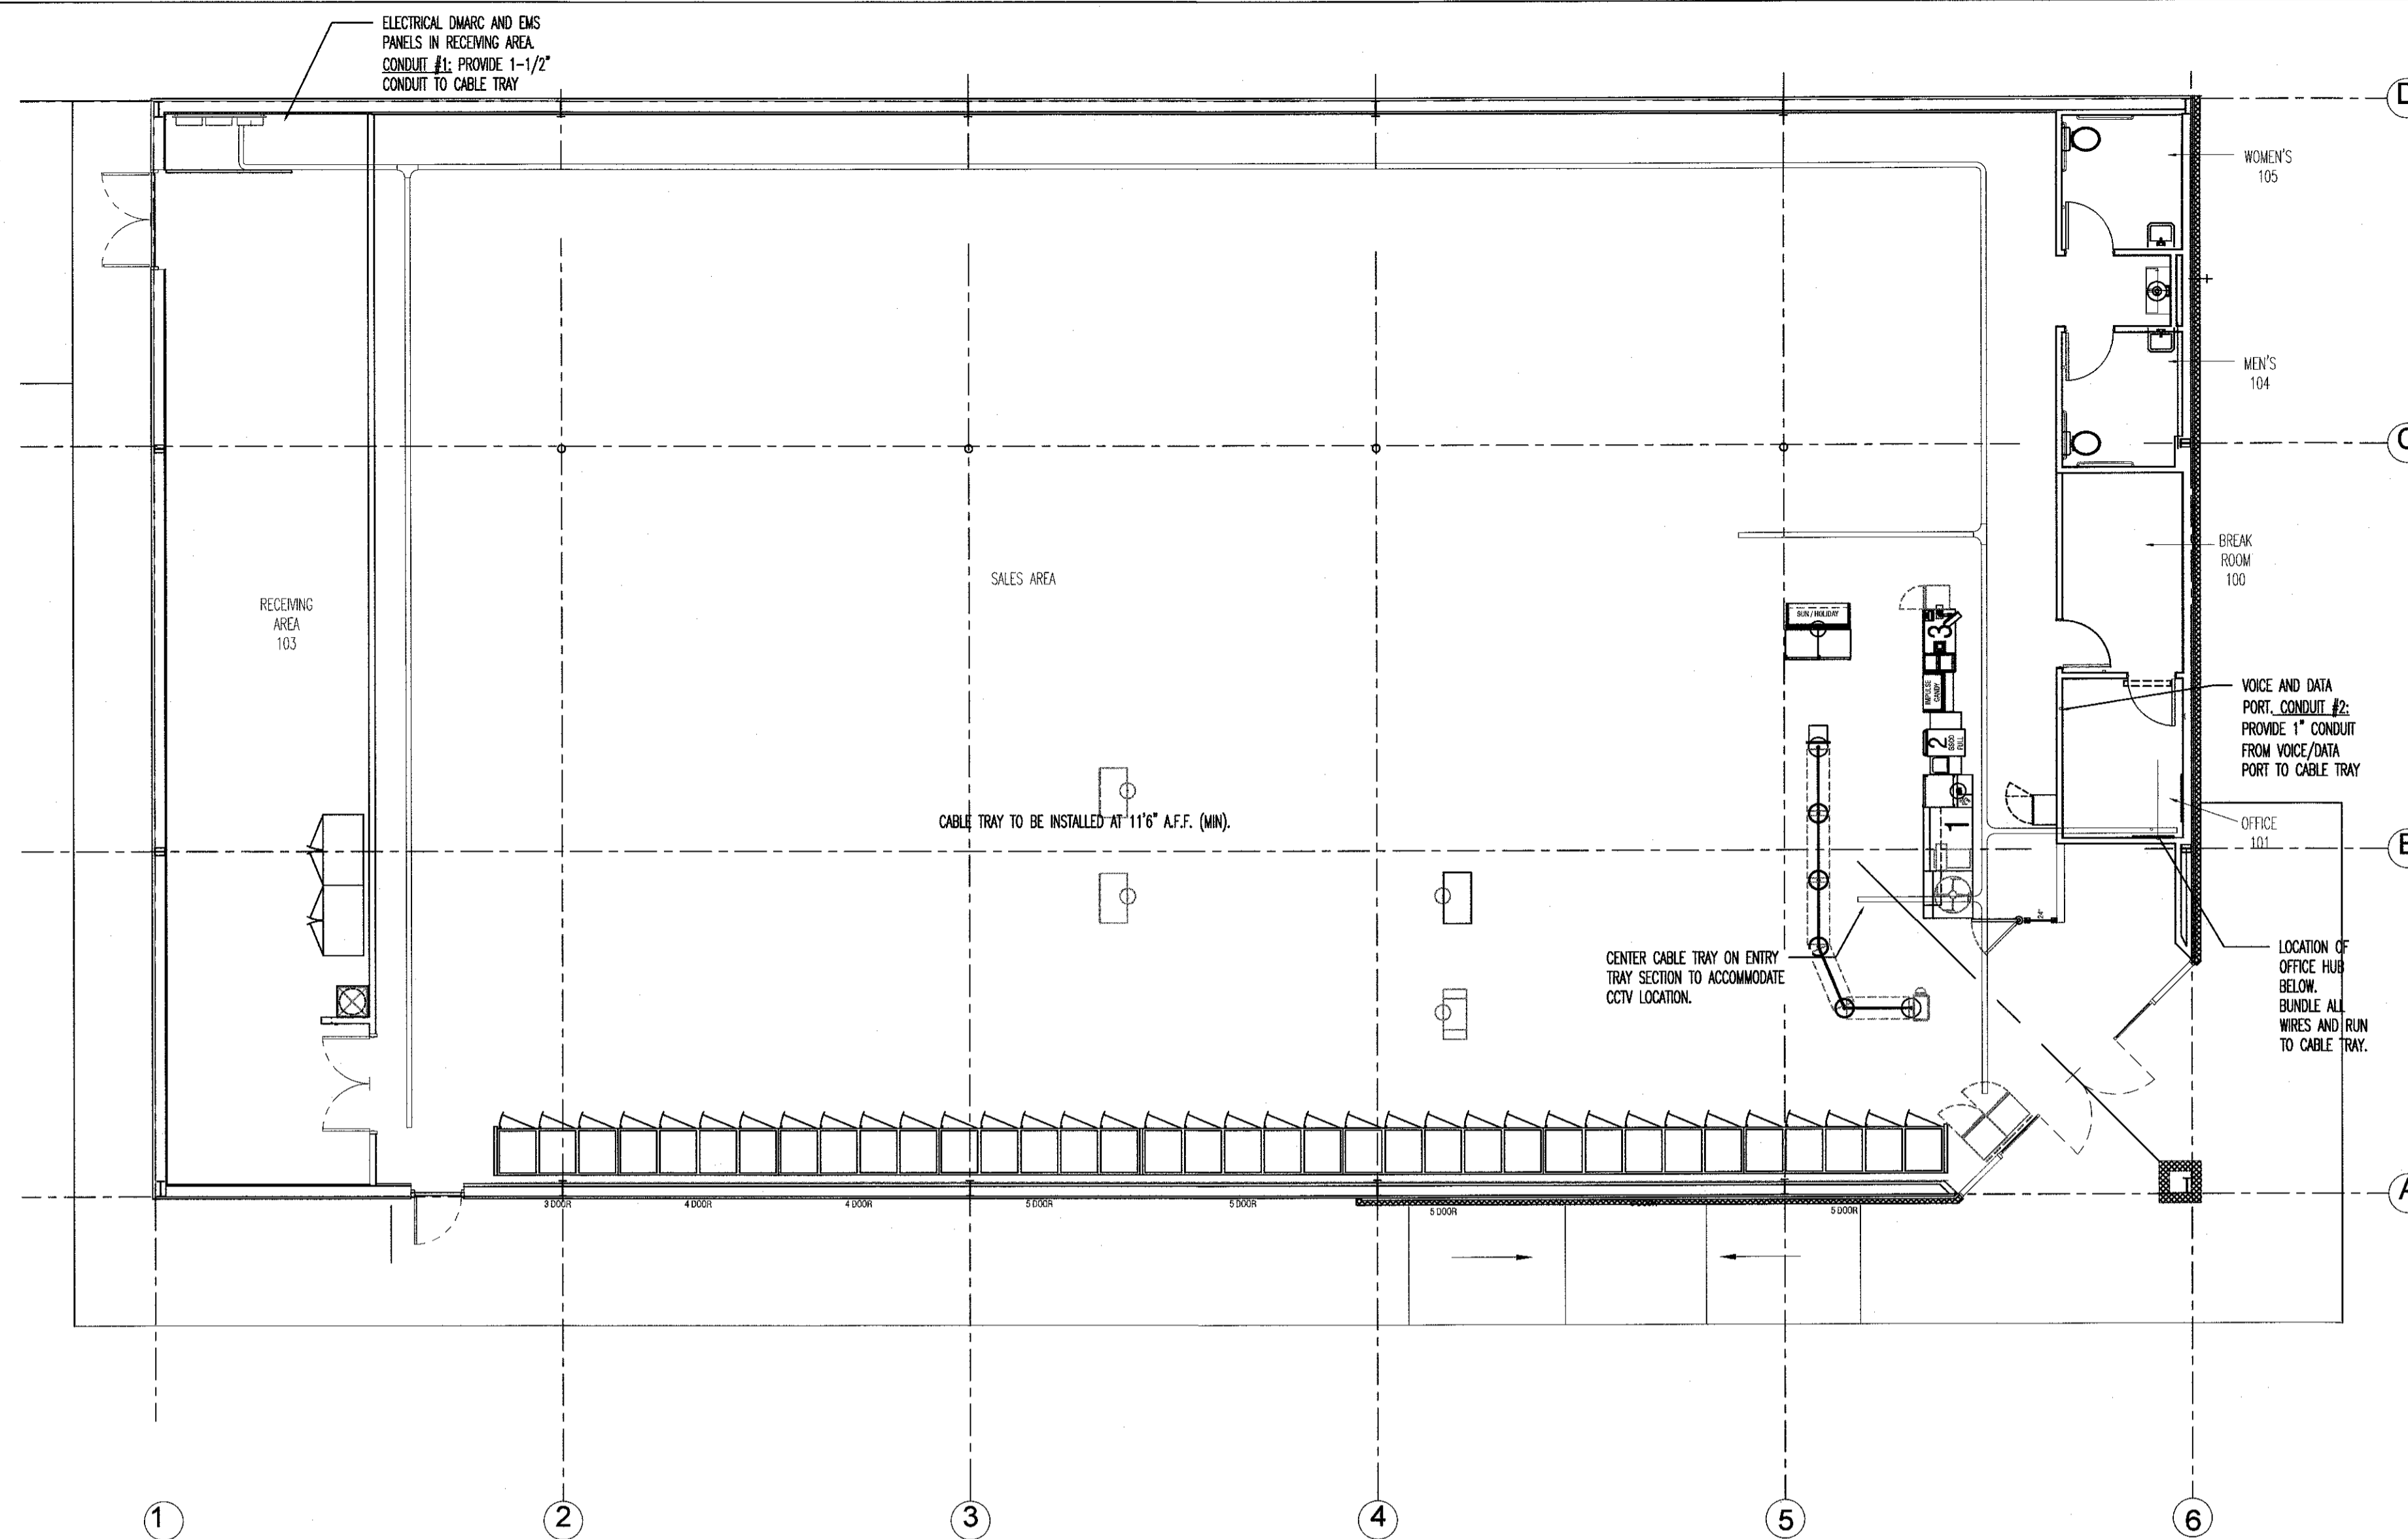 ELECTRICAL DMARC AND EMS
PANELS IN RECEIVING AREA.
CONDUIT #1: PROVIDE 1-1/2"
CONDUIT TO CABLE TRAY
D
WOMEN'S
105
MEN'S
104
C
BREAK
ROOM
100
SALES AREA
RECEIVING
AREA
103
SUN / HOLIDAY
3
IMPULSE
CANDY
2
FULL
1
VOICE AND DATA
PORT. CONDUIT #2:
PROVIDE 1" CONDUIT
FROM VOICE/DATA
PORT TO CABLE TRAY
CABLE TRAY TO BE INSTALLED AT 11'6" A.F.F. (MIN).
OFFICE
101
B
24"
CENTER CABLE TRAY ON ENTRY
TRAY SECTION TO ACCOMMODATE
CCTV LOCATION.
LOCATION OF
OFFICE HUB
BELOW.
BUNDLE ALL
WIRES AND RUN
TO CABLE TRAY.
A
3 DOOR
4 DOOR
4 DOOR
5 DOOR
5 DOOR
5 DOOR
5 DOOR
1
2
3
4
5
6